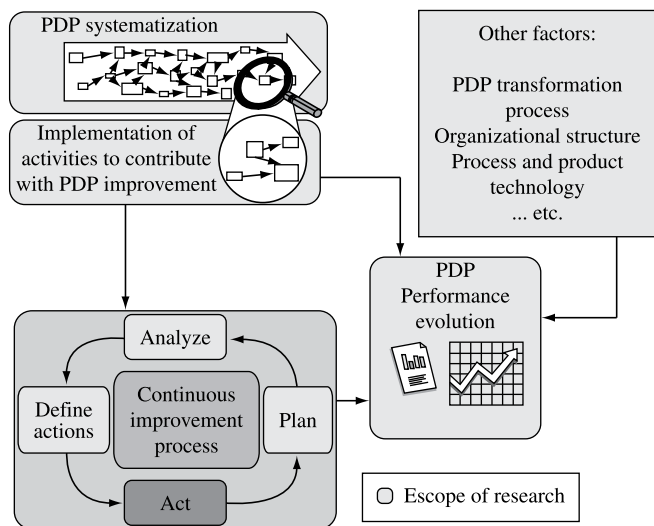 PDP systematization
Implementation of
activities to contribute
with PDP improvement
Other factors:
PDP transformation
process
Organizational structure
Process and product
technology
... etc.
PDP
Performance
evolution
Analyze
Define
actions
Continuous
improvement
process
Plan
Act
Escope of research